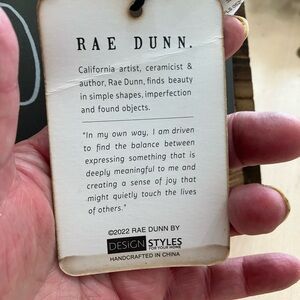 RAE DUNN.
California artist, ceramicist &
author, Rae Dunn, finds beauty
in simple shapes, imperfection
and found objects.
"In my own way, I am driven
to find the balance between
expressing something that is
deeply meaningful to me and
creating a sense of joy that
might quietly touch the lives
of others."
©2022 RAE DUNN BY
DESIGN STYLES
FOR YOUR HOME
HANDCRAFTED IN CHINA